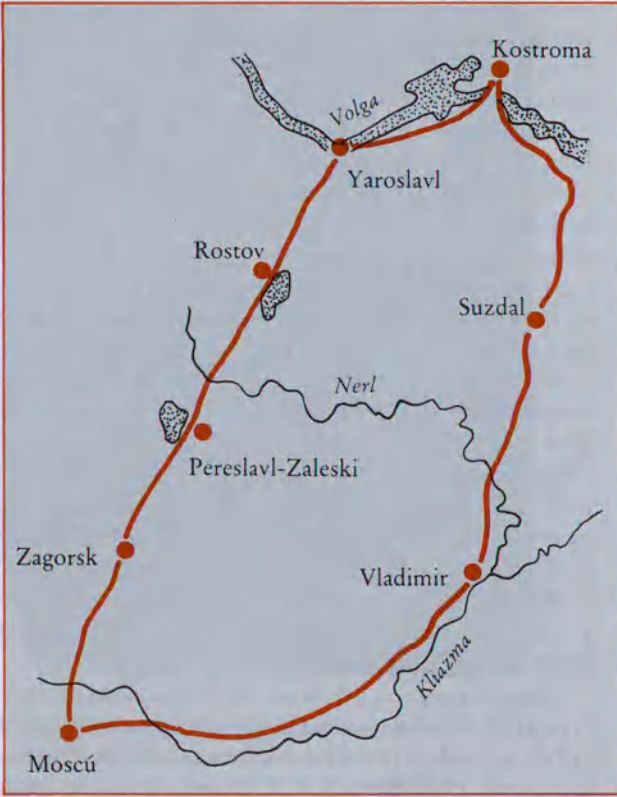 Kostroma
Volga
Yaroslavl
Rostov
Suzdal
Nerl
Pereslavl-Zaleski
Zagorsk
Vladimir
Kliazma
Moscú